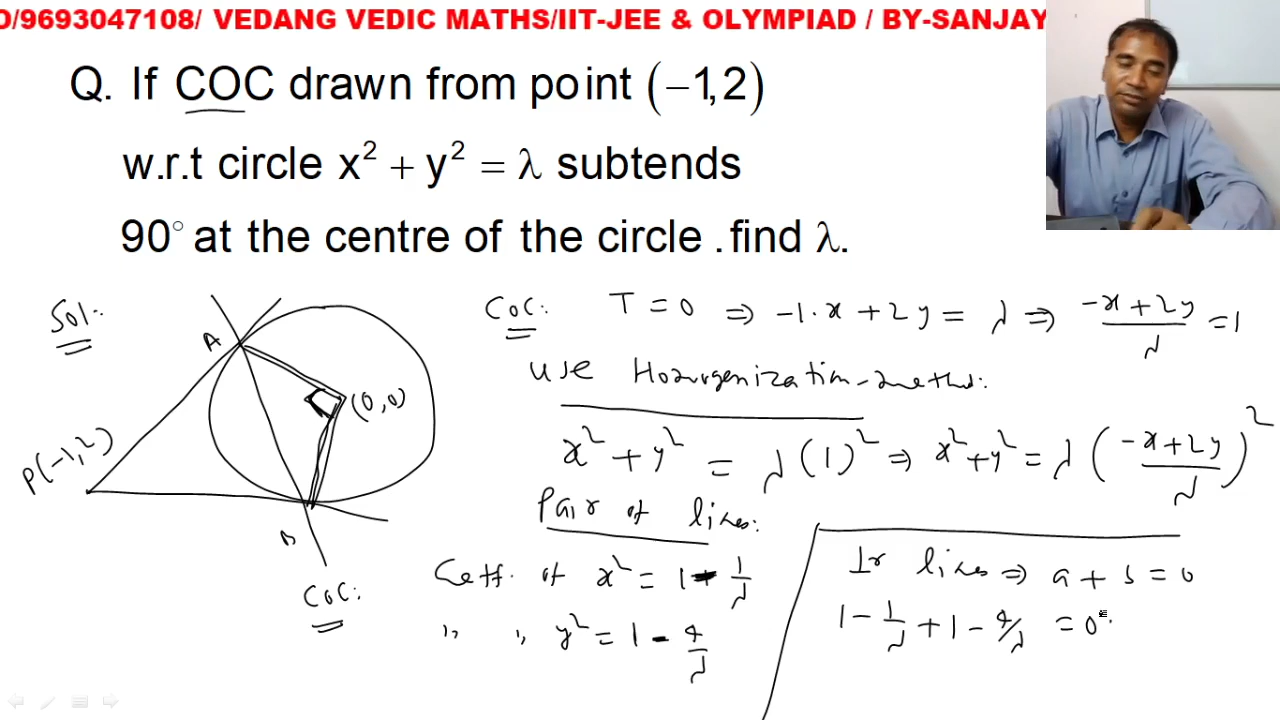 D/9693047108/ VEDANG VEDIC MATHS/IIT-JEE & OLYMPIAD / BY-SANJAY
Q. If COC drawn from point (−1,2)
w.r.t circle x² + y² = λ subtends
90° at the centre of the circle .find λ.
Sol:
COC: T = 0 ⇒ -1·x + 2y = λ ⇒ (-x + 2y)/λ = 1
use Homogenization-method:
x² + y² = λ(1)² ⇒ x² + y² = λ((-x + 2y)/λ)²
Pair of lines:
Coeff. of x² = 1 - 1/λ
,, ,, y² = 1 - 4/λ
⊥r lines ⇒ a + b = 0
1 - 1/λ + 1 - 4/λ = 0
A
(0,0)
P(-1,2)
B
COC: